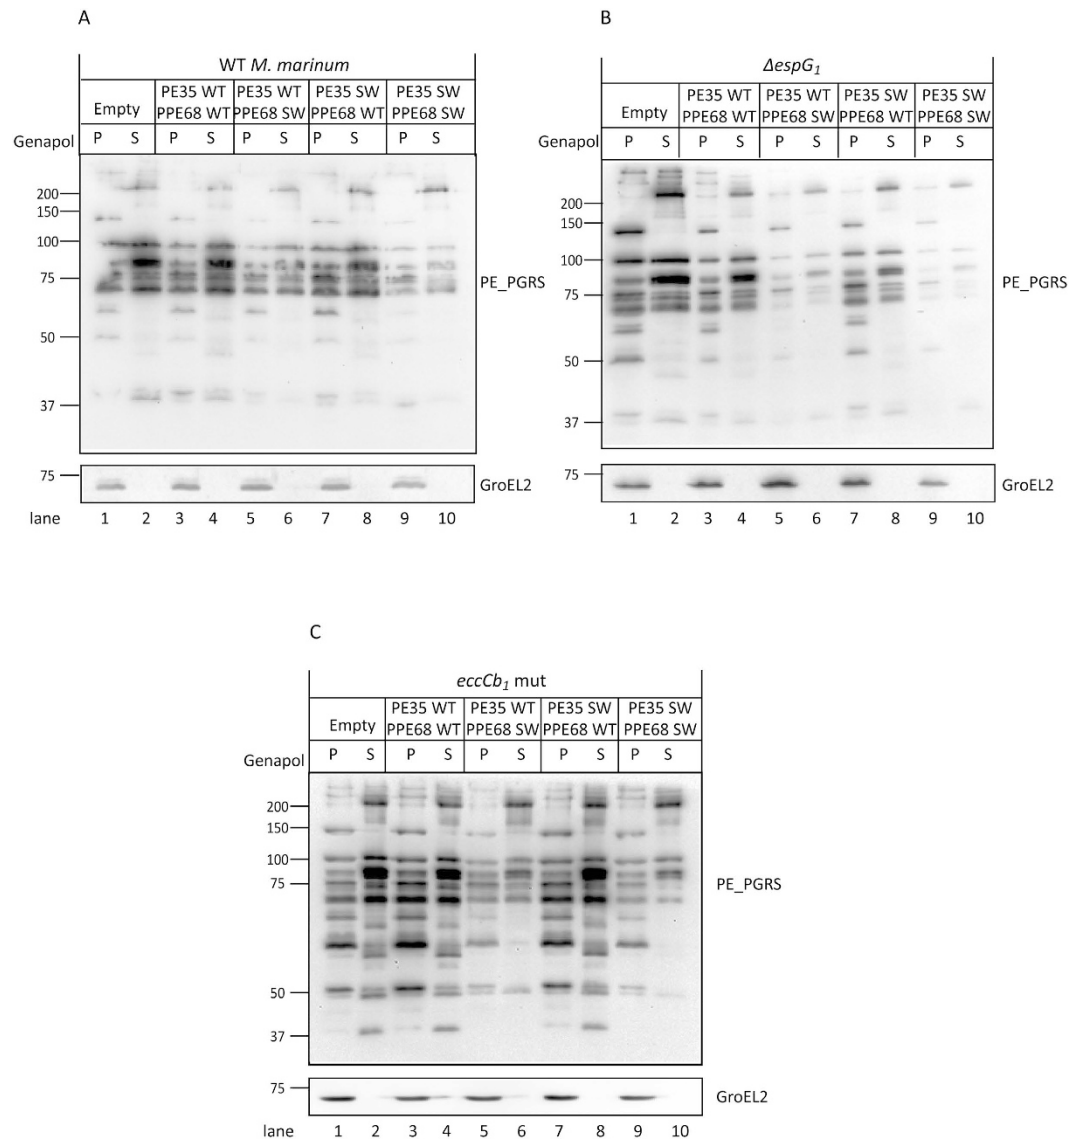 A
WT M. marinum
Empty PE35 WT PE35 WT PE35 SW PE35 SW
PPE68 WT PPE68 SW PPE68 WT PPE68 SW
Genapol P S P S P S P S P S
200
150
100
75
PE_PGRS
50
37
75
GroEL2
lane 1 2 3 4 5 6 7 8 9 10
B
ΔespG₁
Empty PE35 WT PE35 WT PE35 SW PE35 SW
PPE68 WT PPE68 SW PPE68 WT PPE68 SW
Genapol P S P S P S P S P S
200
150
100
75
PE_PGRS
50
37
75
GroEL2
1 2 3 4 5 6 7 8 9 10
C
eccCb₁ mut
Empty PE35 WT PE35 WT PE35 SW PE35 SW
PPE68 WT PPE68 SW PPE68 WT PPE68 SW
Genapol P S P S P S P S P S
200
150
100
75
PE_PGRS
50
37
75
GroEL2
lane 1 2 3 4 5 6 7 8 9 10